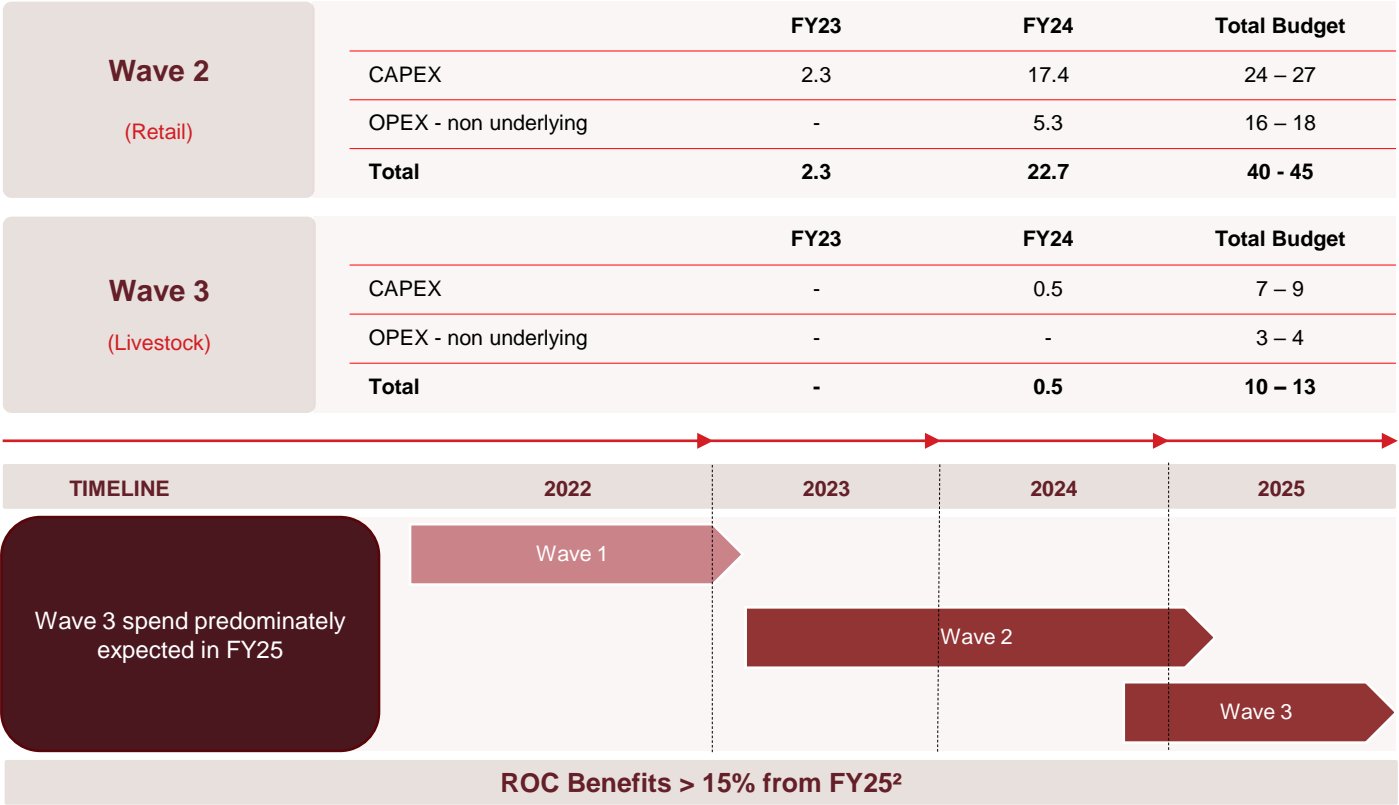 FY23 FY24 Total Budget
Wave 2
(Retail)
CAPEX 2.3 17.4 24 – 27
OPEX - non underlying - 5.3 16 – 18
Total 2.3 22.7 40 - 45
FY23 FY24 Total Budget
Wave 3
(Livestock)
CAPEX - 0.5 7 – 9
OPEX - non underlying - - 3 – 4
Total - 0.5 10 – 13
TIMELINE 2022 2023 2024 2025
Wave 1
Wave 3 spend predominately
expected in FY25
Wave 2
Wave 3
ROC Benefits > 15% from FY25²